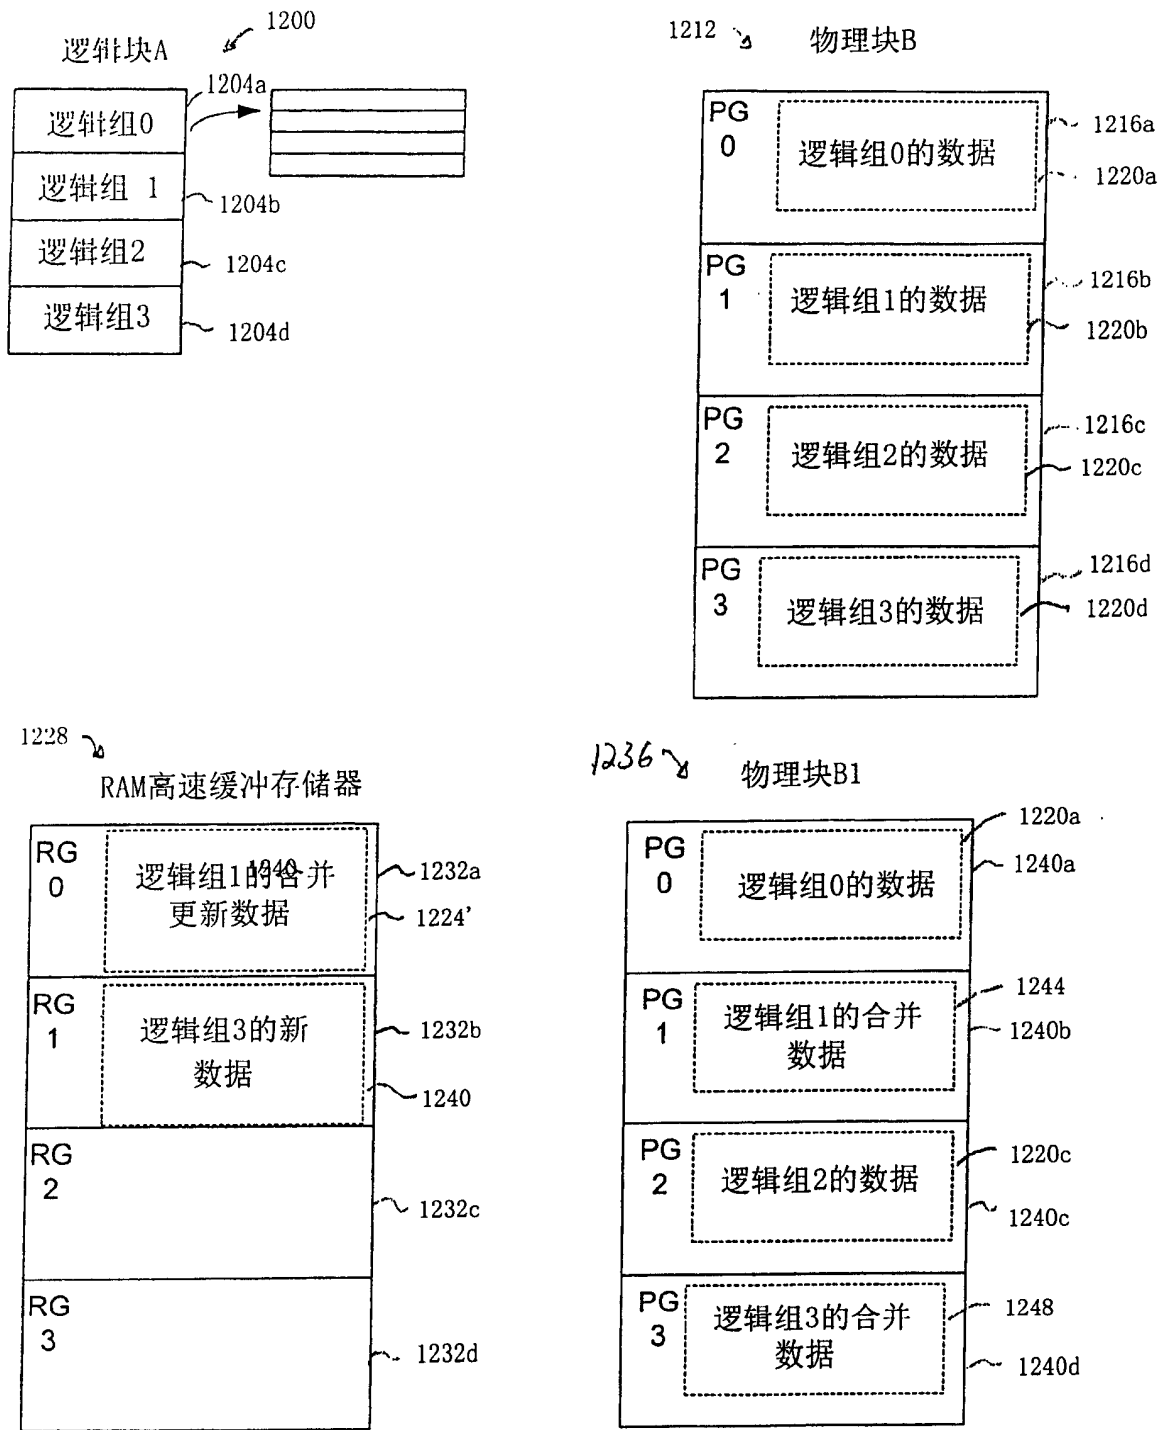 1200
逻辑块A
1204a
逻辑组0
逻辑组 1
1204b
逻辑组2
1204c
逻辑组3
1204d
1212
物理块B
PG
0
逻辑组0的数据
1216a
1220a
PG
1
逻辑组1的数据
1216b
1220b
PG
2
逻辑组2的数据
1216c
1220c
PG
3
逻辑组3的数据
1216d
1220d
1228
RAM高速缓冲存储器
RG
0
逻辑组1的合并
1240
更新数据
1232a
1224'
RG
1
逻辑组3的新
数据
1232b
1240
RG
2
1232c
RG
3
1232d
1236
物理块B1
PG
0
逻辑组0的数据
1220a
1240a
PG
1
逻辑组1的合并
数据
1244
1240b
PG
2
逻辑组2的数据
1220c
1240c
PG
3
逻辑组3的合并
数据
1248
1240d